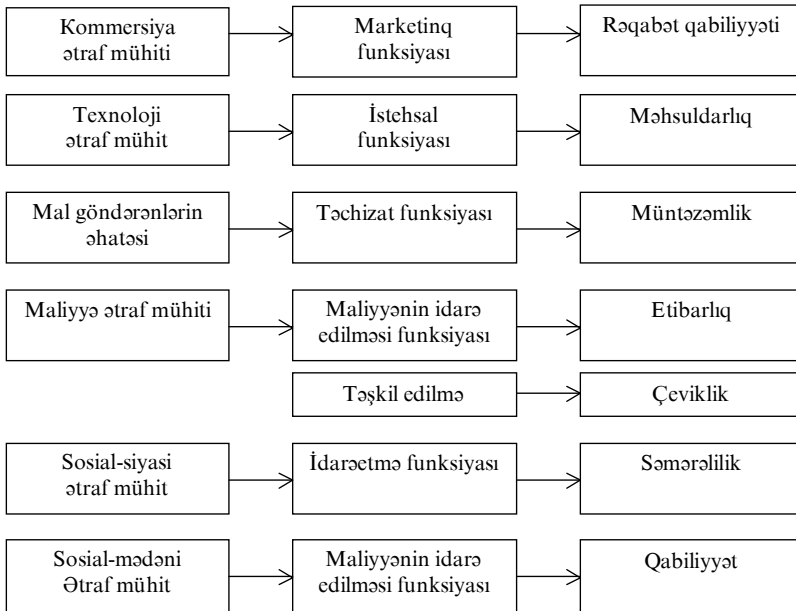 Kommersiya
ətraf mühiti
Marketinq
funksiyası
Rəqabət qabiliyyəti
Texnoloji
ətraf mühit
İstehsal
funksiyası
Məhsuldarlıq
Mal göndərənlərin
əhatəsi
Təchizat funksiyası
Müntəzəmlik
Maliyyə ətraf mühiti
Maliyyənin idarə
edilməsi funksiyası
Etibarlıq
Təşkil edilmə
Çeviklik
Sosial-siyasi
ətraf mühit
İdarəetmə funksiyası
Səmərəlilik
Sosial-mədəni
Ətraf mühit
Maliyyənin idarə
edilməsi funksiyası
Qabiliyyət